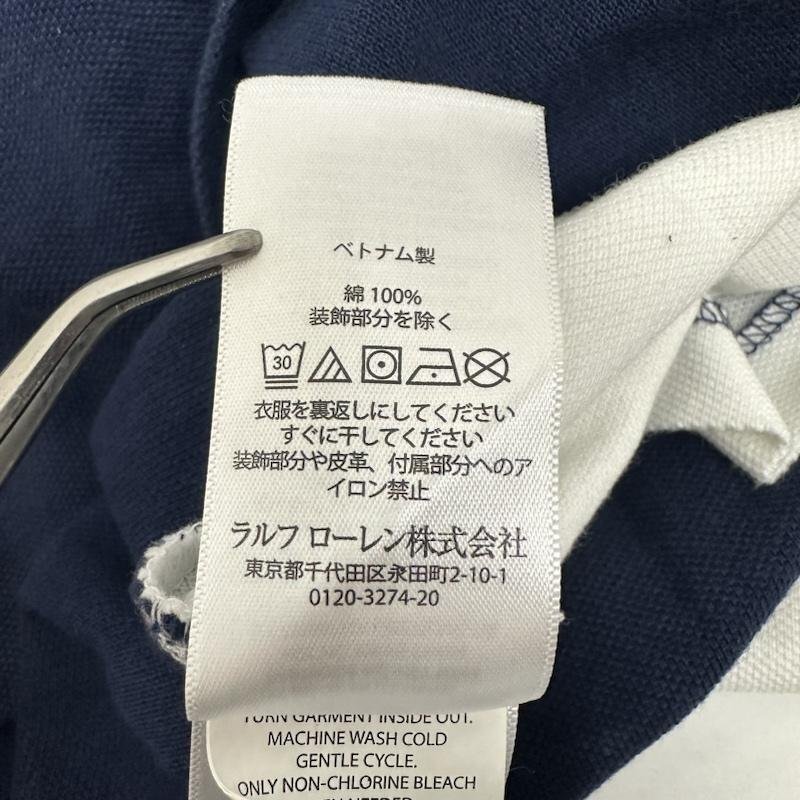 ベトナム製
綿 100%
装飾部分を除く
30
衣服を裏返しにしてください
すぐに干してください
装飾部分や皮革、付属部分へのア
イロン禁止
ラルフ ローレン株式会社
東京都千代田区永田町2-10-1
0120-3274-20
TURN GARMENT INSIDE OUT.
MACHINE WASH COLD
GENTLE CYCLE.
ONLY NON-CHLORINE BLEACH